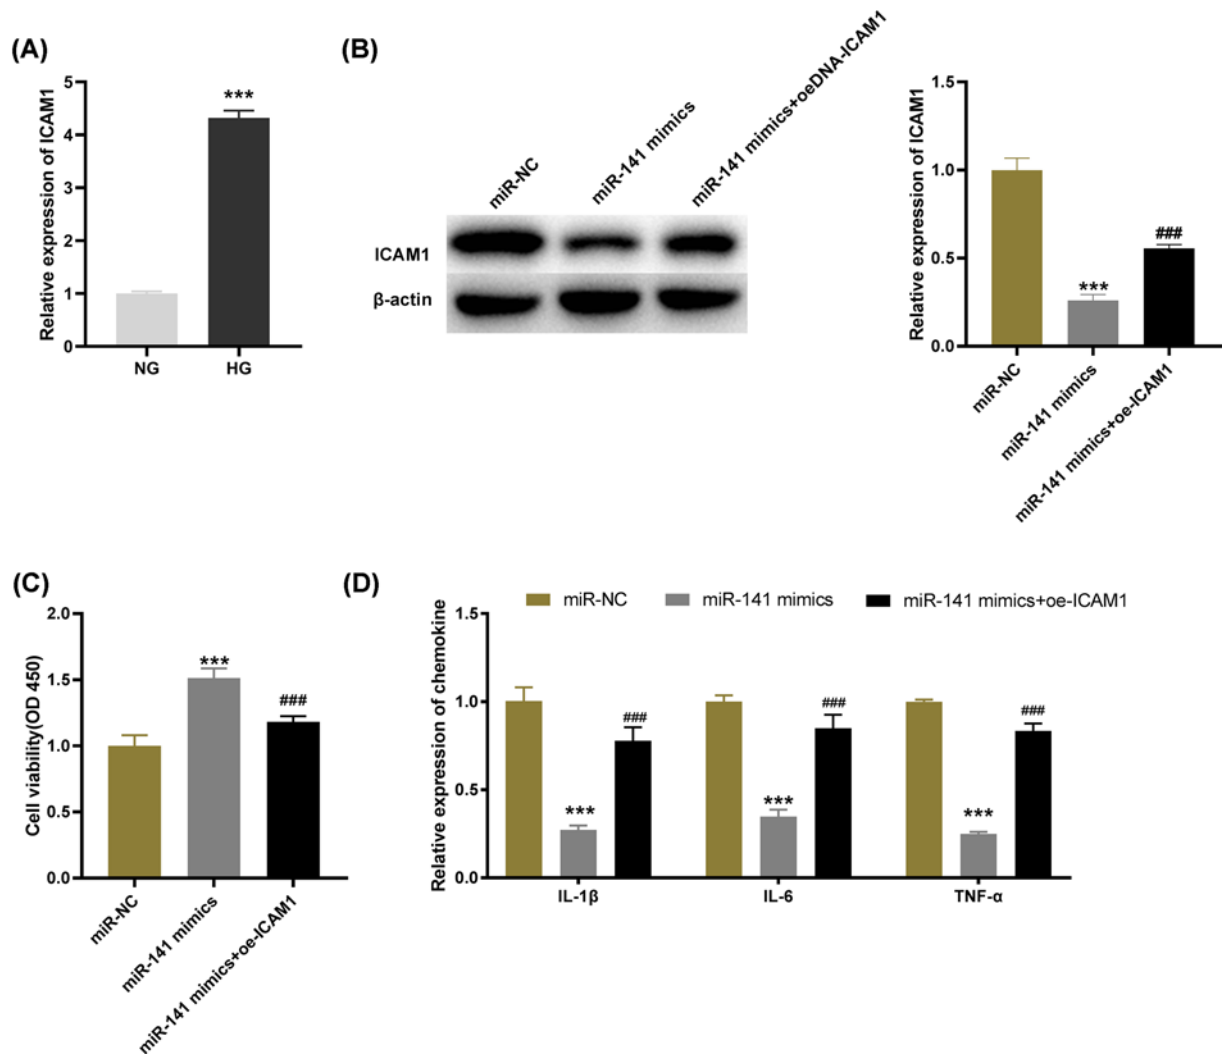 (A)
Relative expression of ICAM1
5
4
3
2
1
0
***
NG
HG
(B)
miR-NC
miR-141 mimics
miR-141 mimics+oeDNA-ICAM1
ICAM1
β-actin
Relative expression of ICAM1
1.5
1.0
0.5
0.0
***
###
miR-NC
miR-141 mimics
miR-141 mimics+oe-ICAM1
(C)
Cell viability(OD 450)
2.0
1.5
1.0
0.5
0.0
***
###
miR-NC
miR-141 mimics
miR-141 mimics+oe-ICAM1
(D)
miR-NC
miR-141 mimics
miR-141 mimics+oe-ICAM1
Relative expression of chemokine
1.5
1.0
0.5
0.0
***
###
***
###
***
###
IL-1β
IL-6
TNF-α